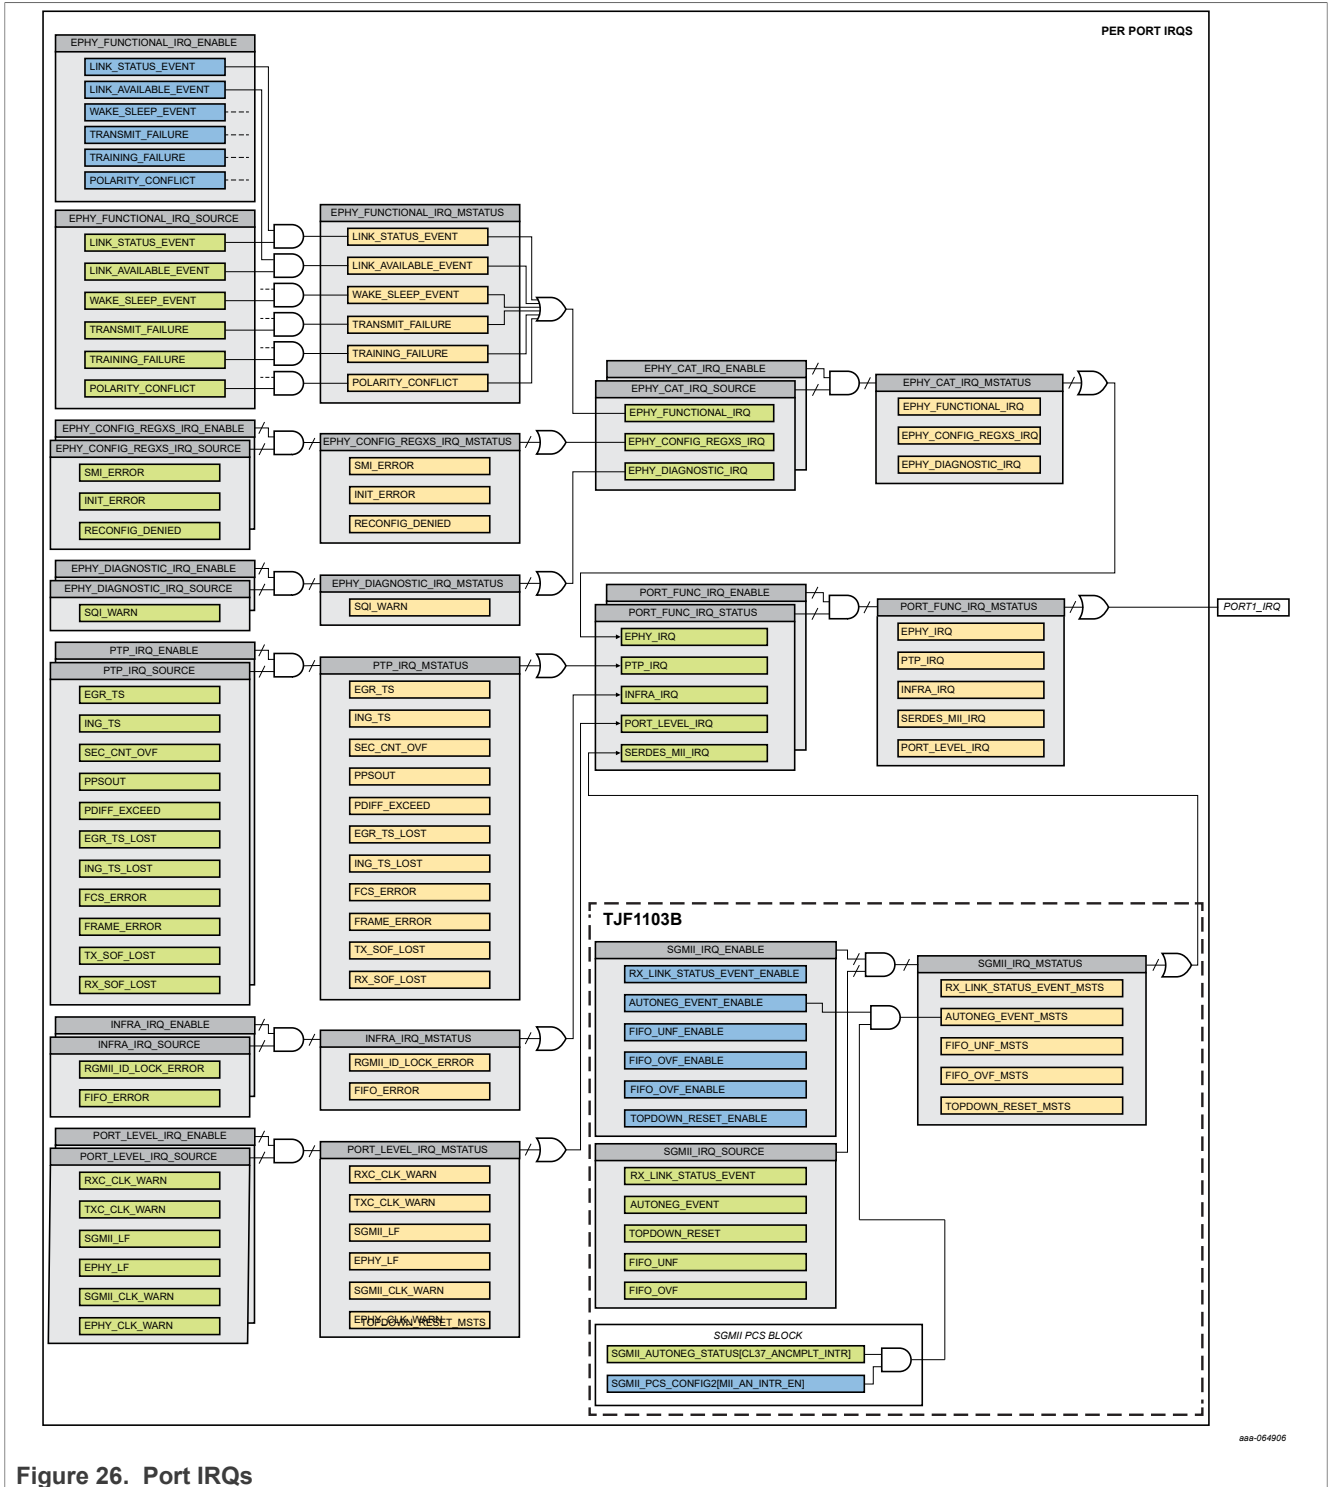 PER PORT IRQS
EPHY_FUNCTIONAL_IRQ_ENABLE
LINK_STATUS_EVENT
LINK_AVAILABLE_EVENT
WAKE_SLEEP_EVENT
TRANSMIT_FAILURE
TRAINING_FAILURE
POLARITY_CONFLICT
EPHY_FUNCTIONAL_IRQ_SOURCE
LINK_STATUS_EVENT
LINK_AVAILABLE_EVENT
WAKE_SLEEP_EVENT
TRANSMIT_FAILURE
TRAINING_FAILURE
POLARITY_CONFLICT
EPHY_FUNCTIONAL_IRQ_MSTATUS
LINK_STATUS_EVENT
LINK_AVAILABLE_EVENT
WAKE_SLEEP_EVENT
TRANSMIT_FAILURE
TRAINING_FAILURE
POLARITY_CONFLICT
EPHY_CONFIG_REGXS_IRQ_ENABLE
EPHY_CONFIG_REGXS_IRQ_SOURCE
SMI_ERROR
INIT_ERROR
RECONFIG_DENIED
EPHY_CONFIG_REGXS_IRQ_MSTATUS
SMI_ERROR
INIT_ERROR
RECONFIG_DENIED
EPHY_DIAGNOSTIC_IRQ_ENABLE
EPHY_DIAGNOSTIC_IRQ_SOURCE
SQI_WARN
EPHY_DIAGNOSTIC_IRQ_MSTATUS
SQI_WARN
EPHY_CAT_IRQ_ENABLE
EPHY_CAT_IRQ_SOURCE
EPHY_FUNCTIONAL_IRQ
EPHY_CONFIG_REGXS_IRQ
EPHY_DIAGNOSTIC_IRQ
EPHY_CAT_IRQ_MSTATUS
EPHY_FUNCTIONAL_IRQ
EPHY_CONFIG_REGXS_IRQ
EPHY_DIAGNOSTIC_IRQ
PTP_IRQ_ENABLE
PTP_IRQ_SOURCE
EGR_TS
ING_TS
SEC_CNT_OVF
PPSOUT
PDIFF_EXCEED
EGR_TS_LOST
ING_TS_LOST
FCS_ERROR
FRAME_ERROR
TX_SOF_LOST
RX_SOF_LOST
PTP_IRQ_MSTATUS
EGR_TS
ING_TS
SEC_CNT_OVF
PPSOUT
PDIFF_EXCEED
EGR_TS_LOST
ING_TS_LOST
FCS_ERROR
FRAME_ERROR
TX_SOF_LOST
RX_SOF_LOST
PORT_FUNC_IRQ_ENABLE
PORT_FUNC_IRQ_STATUS
EPHY_IRQ
PTP_IRQ
INFRA_IRQ
PORT_LEVEL_IRQ
SERDES_MII_IRQ
PORT_FUNC_IRQ_MSTATUS
EPHY_IRQ
PTP_IRQ
INFRA_IRQ
SERDES_MII_IRQ
PORT_LEVEL_IRQ
PORT1_IRQ
INFRA_IRQ_ENABLE
INFRA_IRQ_SOURCE
RGMII_ID_LOCK_ERROR
FIFO_ERROR
INFRA_IRQ_MSTATUS
RGMII_ID_LOCK_ERROR
FIFO_ERROR
PORT_LEVEL_IRQ_ENABLE
PORT_LEVEL_IRQ_SOURCE
RXC_CLK_WARN
TXC_CLK_WARN
SGMII_LF
EPHY_LF
SGMII_CLK_WARN
EPHY_CLK_WARN
PORT_LEVEL_IRQ_MSTATUS
RXC_CLK_WARN
TXC_CLK_WARN
SGMII_LF
EPHY_LF
SGMII_CLK_WARN
EPHY_CLK_WARN
TOPDOWN_RESET_MSTS
TJF1103B
SGMII_IRQ_ENABLE
RX_LINK_STATUS_EVENT_ENABLE
AUTONEG_EVENT_ENABLE
FIFO_UNF_ENABLE
FIFO_OVF_ENABLE
FIFO_OVF_ENABLE
TOPDOWN_RESET_ENABLE
SGMII_IRQ_SOURCE
RX_LINK_STATUS_EVENT
AUTONEG_EVENT
TOPDOWN_RESET
FIFO_UNF
FIFO_OVF
SGMII_IRQ_MSTATUS
RX_LINK_STATUS_EVENT_MSTS
AUTONEG_EVENT_MSTS
FIFO_UNF_MSTS
FIFO_OVF_MSTS
TOPDOWN_RESET_MSTS
SGMII PCS BLOCK
SGMII_AUTONEG_STATUS[CL37_ANCMPLT_INTR]
SGMII_PCS_CONFIG2[MII_AN_INTR_EN]
aaa-064906
Figure 26. Port IRQs